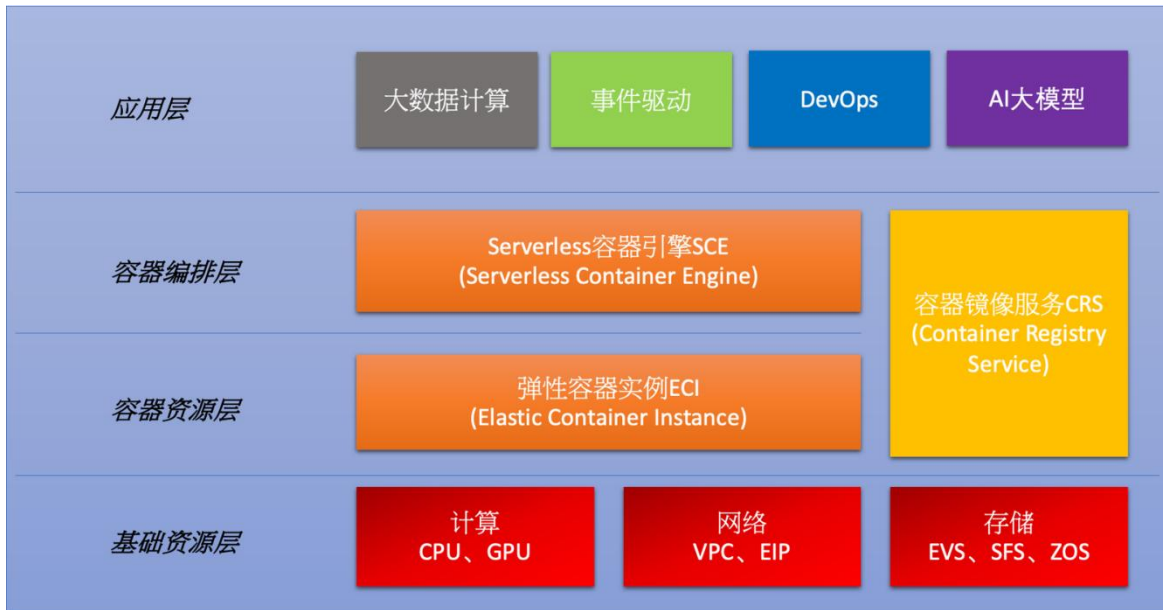 应用层
大数据计算
事件驱动
DevOps
AI大模型
容器编排层
Serverless容器引擎SCE
(Serverless Container Engine)
容器镜像服务CRS
(Container Registry
Service)
容器资源层
弹性容器实例ECI
(Elastic Container Instance)
基础资源层
计算
CPU、GPU
网络
VPC、EIP
存储
EVS、SFS、ZOS